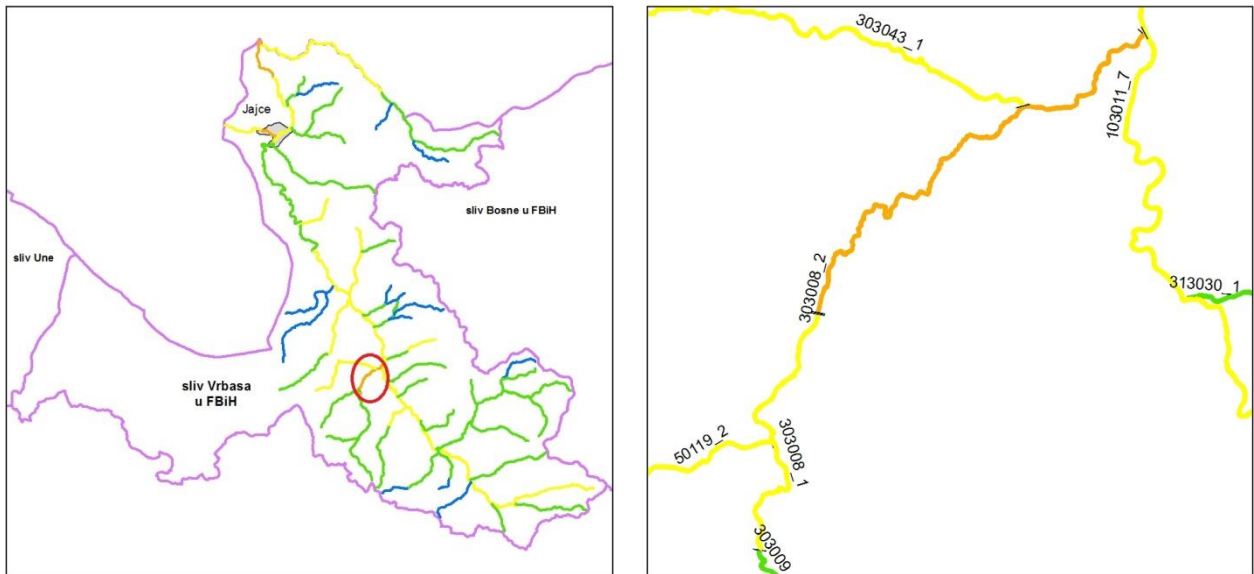 Jajce
sliv Bosne u FBiH
sliv Une
sliv Vrbasa
u FBiH
303043_1
103011_7
303008_2
313030_1
50119_2
303008_1
303009